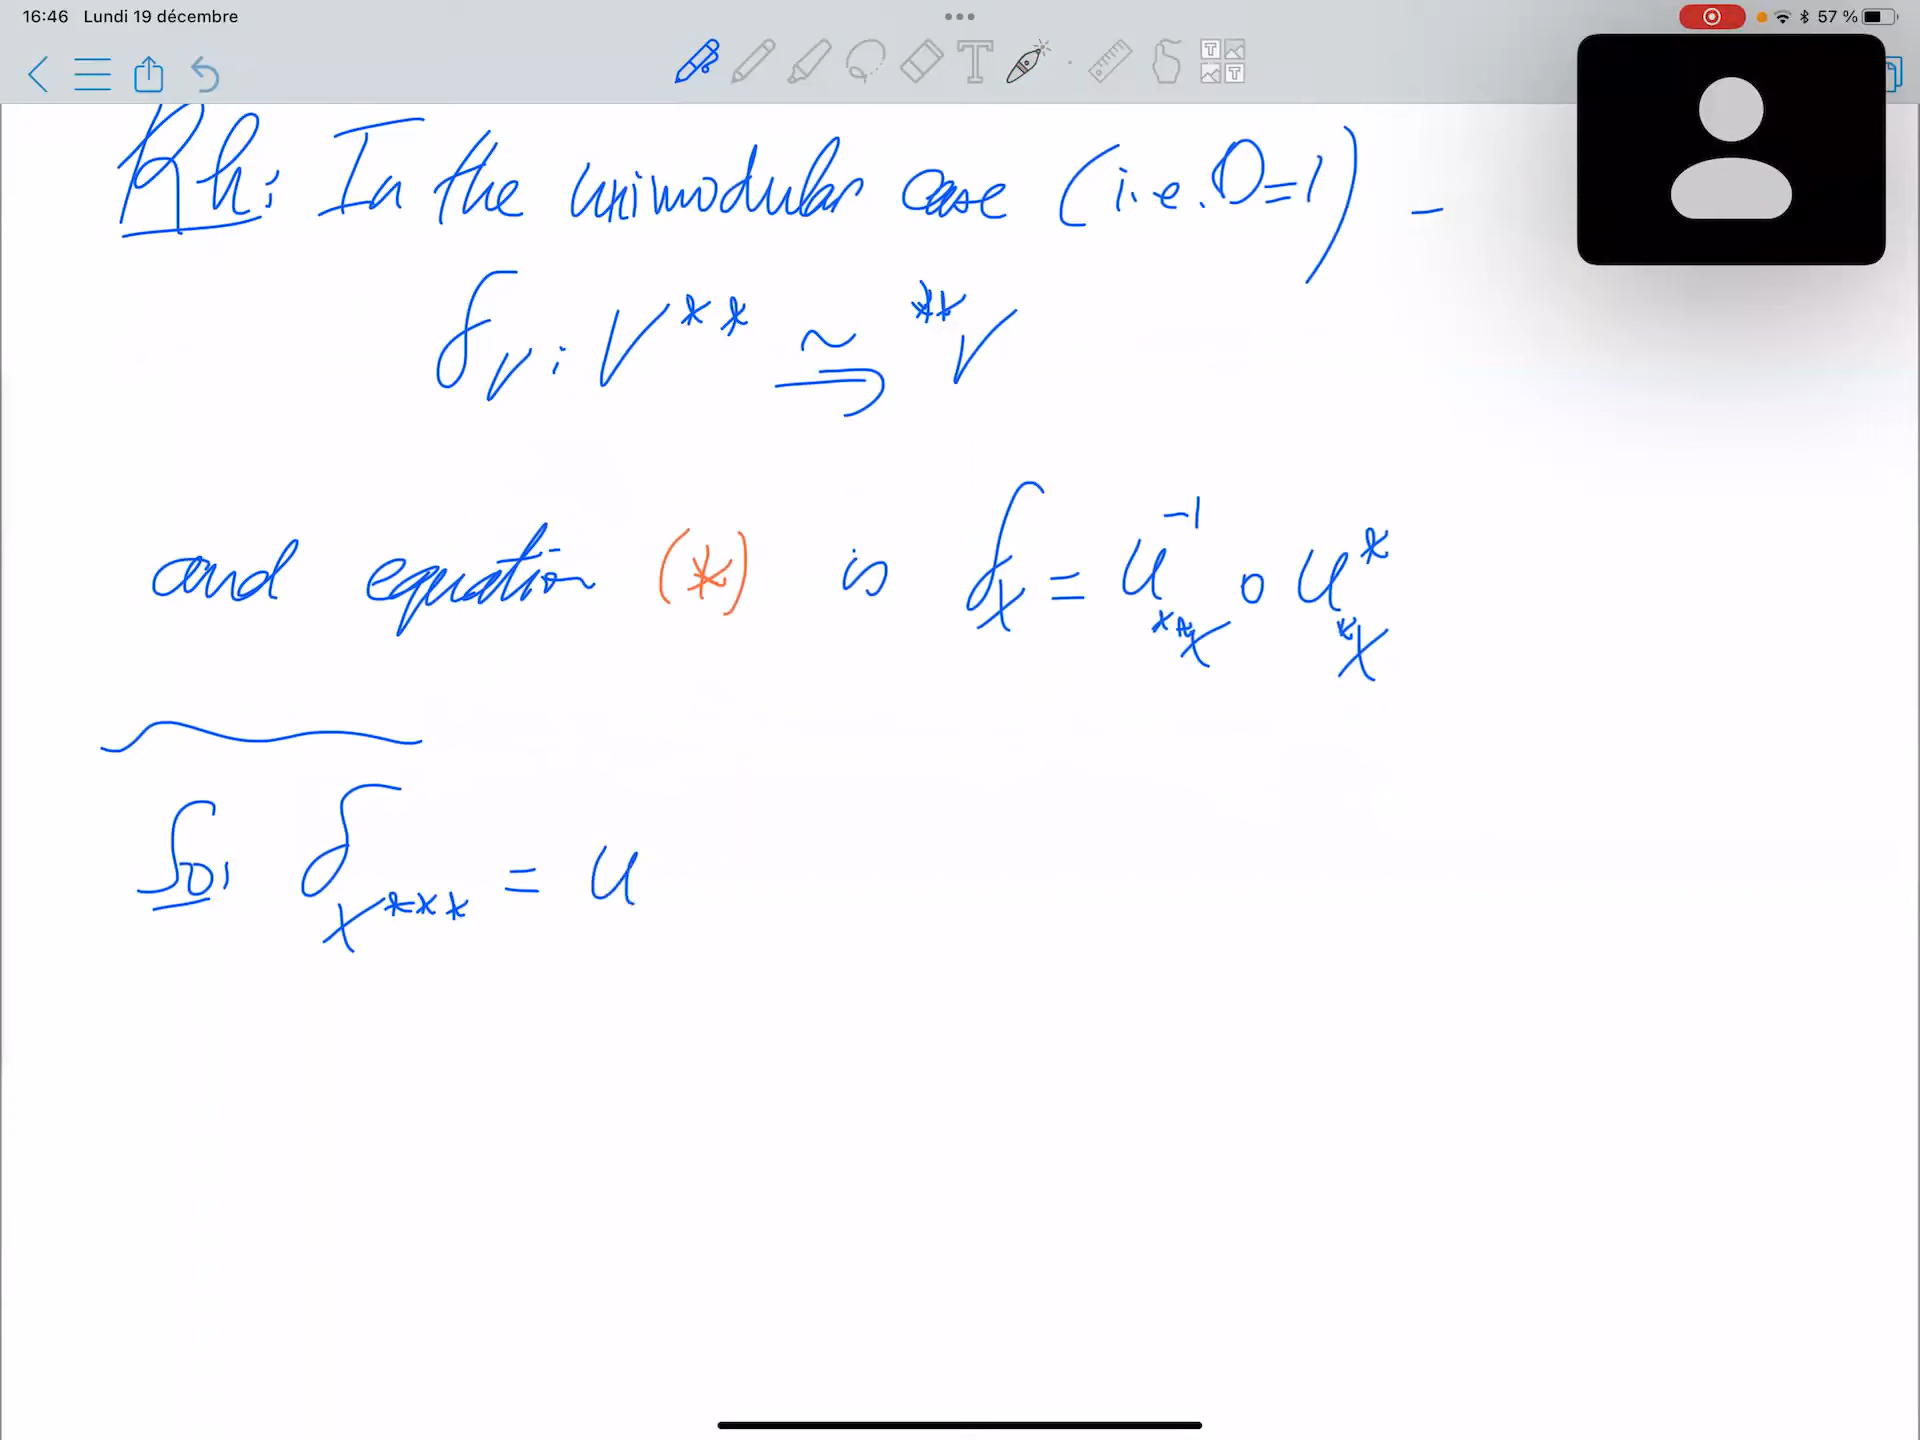 16:46 Lundi 19 décembre 57 %
Rk: In the unimodular case (i.e. D=1) -
δ_V : V** ≅ **V
and equation (*) is δ_X = u^{-1}_{**X} ∘ u*_{*X}
So, δ_{X***} = u